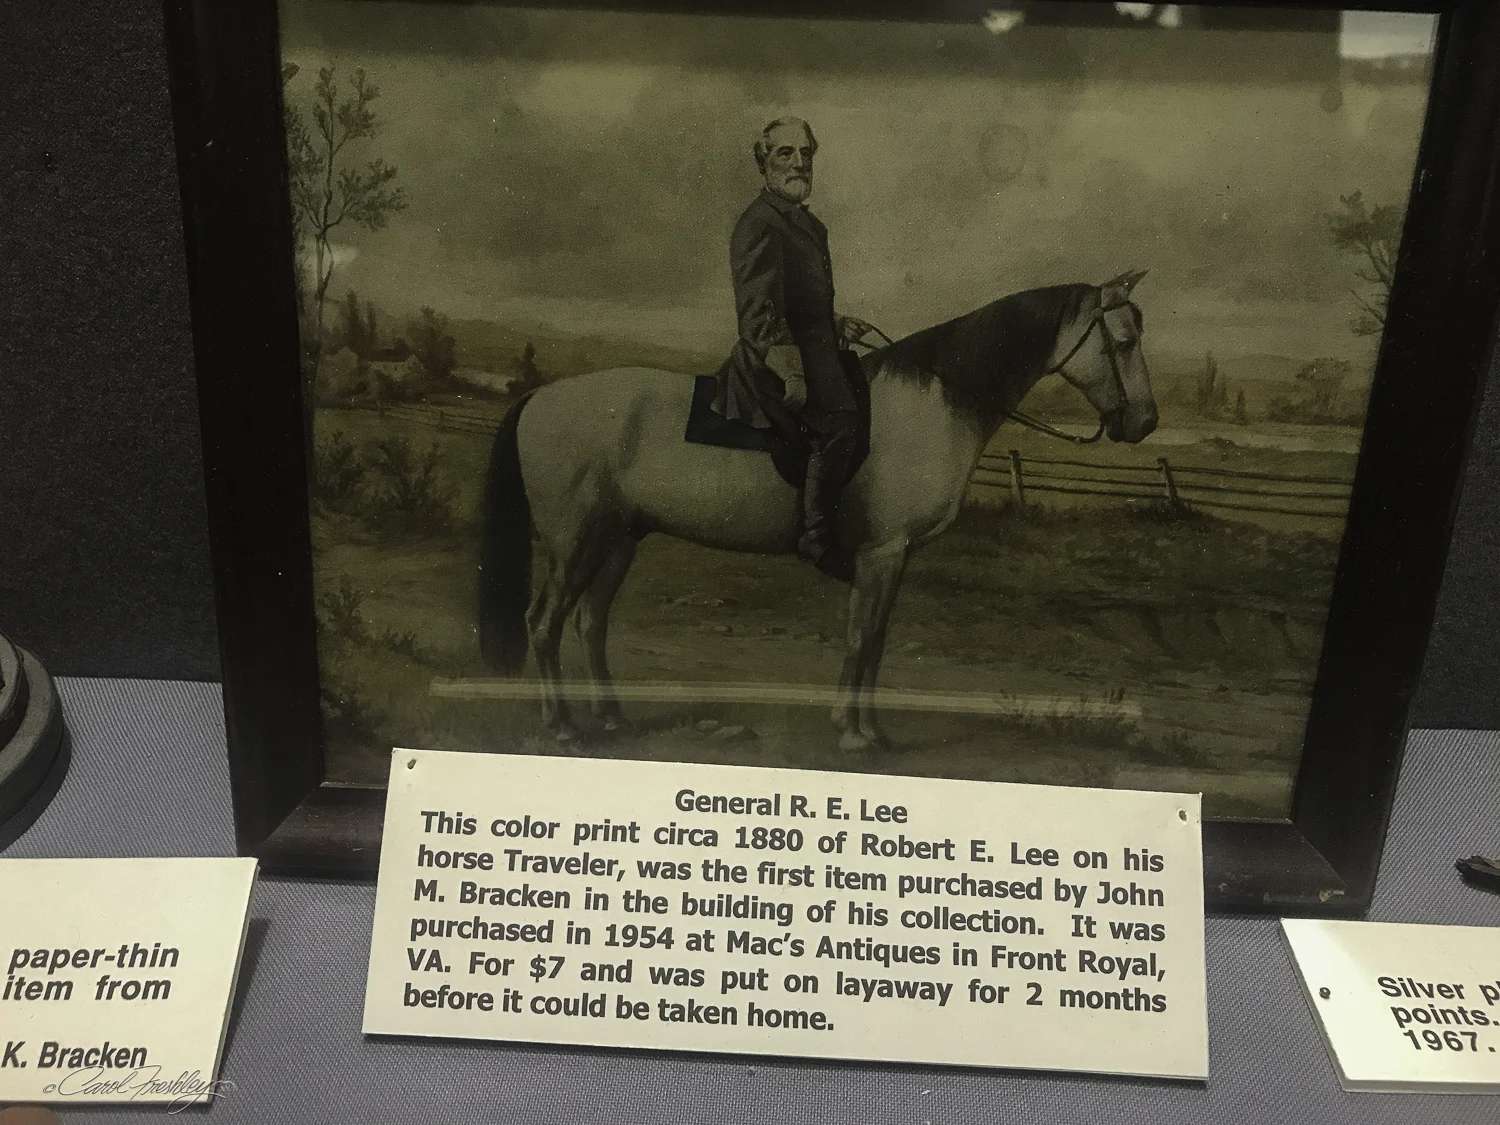 General R. E. Lee
This color print circa 1880 of Robert E. Lee on his
horse Traveler, was the first item purchased by John
M. Bracken in the building of his collection. It was
purchased in 1954 at Mac's Antiques in Front Royal,
VA. For $7 and was put on layaway for 2 months
before it could be taken home.
paper-thin
item from
K. Bracken
© Carol Freshley
Silver pl
points.
1967.